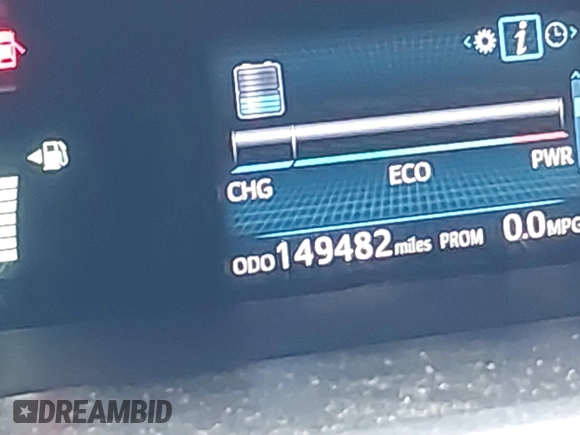 CHG ECO PWR
ODO 149482 miles PROM 0.0 MPG
DREAMBID